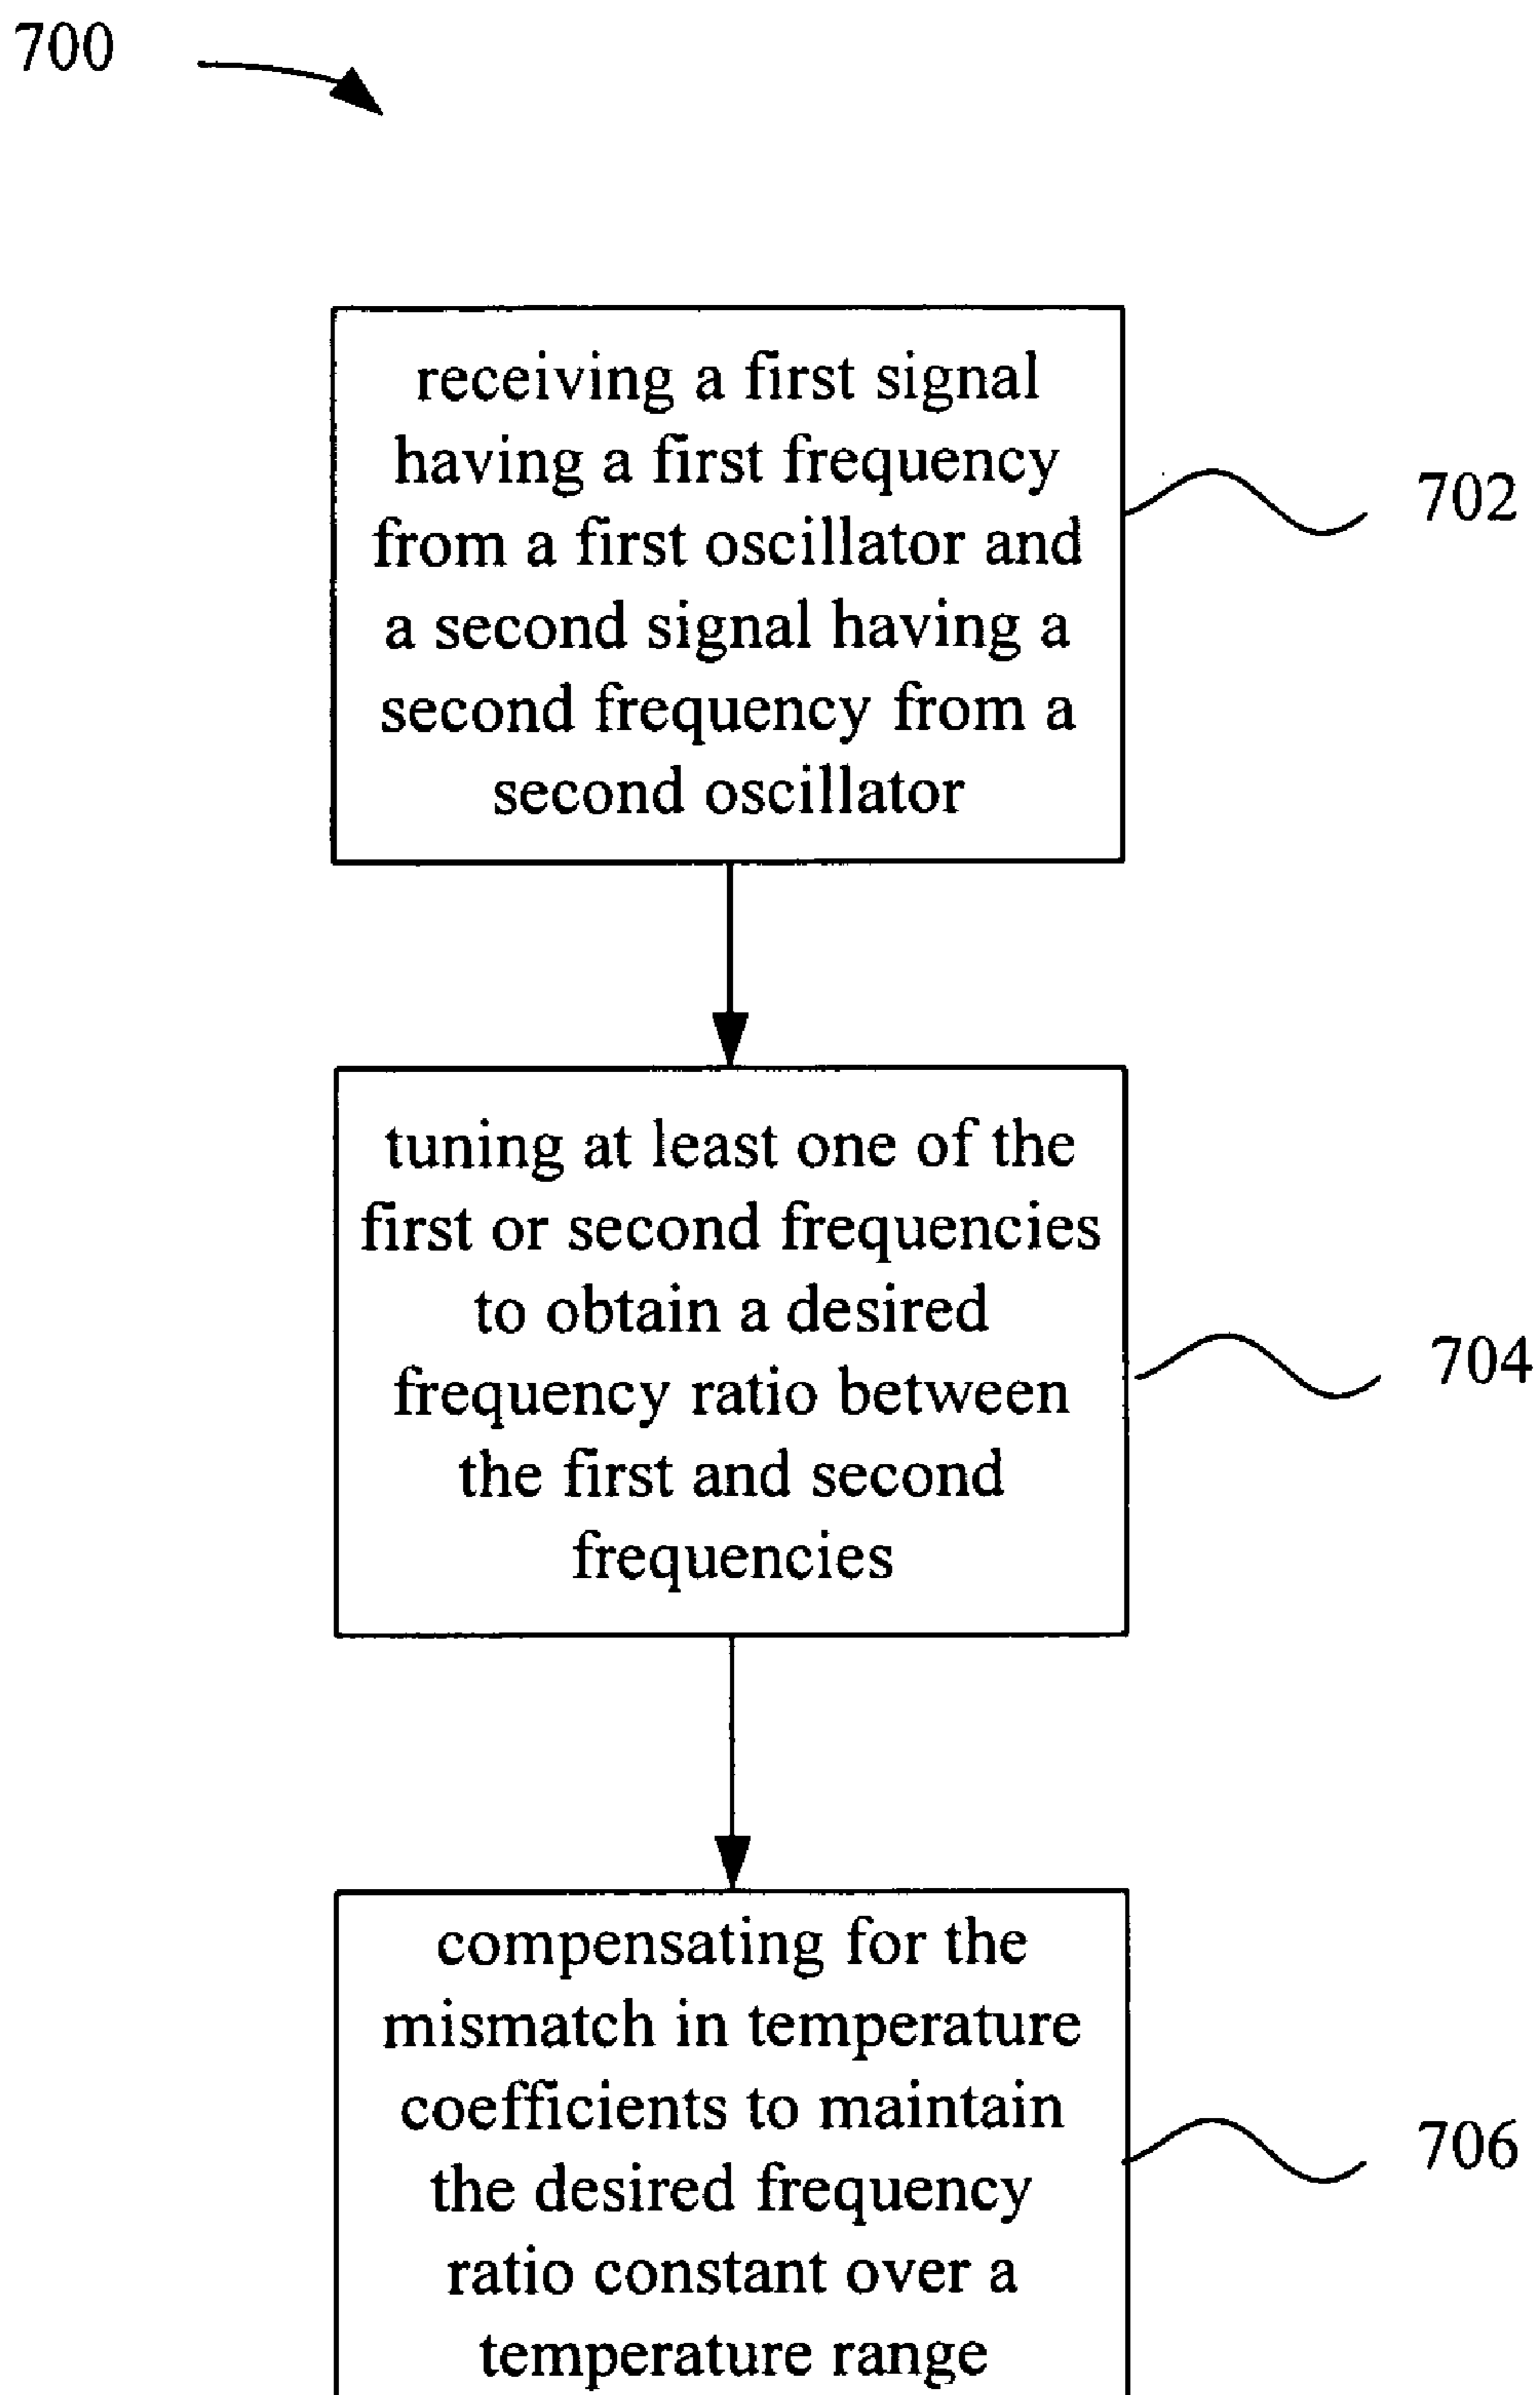 700
receiving a first signal
having a first frequency
from a first oscillator and
a second signal having a
second frequency from a
second oscillator
702
tuning at least one of the
first or second frequencies
to obtain a desired
frequency ratio between
the first and second
frequencies
704
compensating for the
mismatch in temperature
coefficients to maintain
the desired frequency
ratio constant over a
temperature range
706